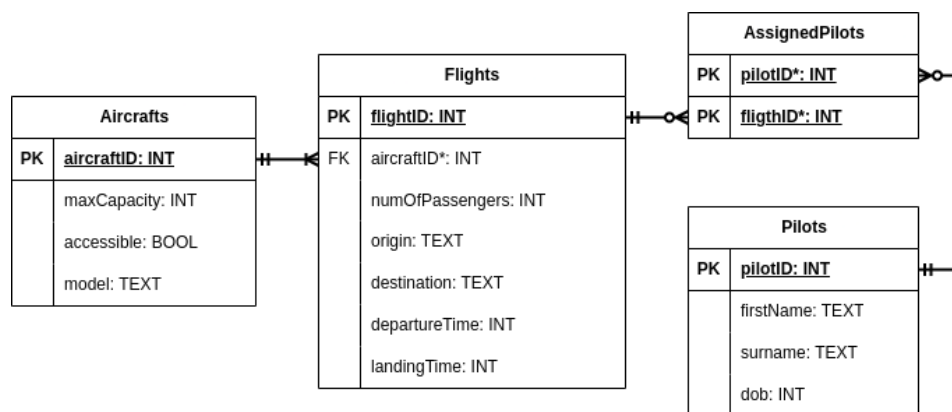 Aircrafts
PK aircraftID: INT
maxCapacity: INT
accessible: BOOL
model: TEXT
Flights
PK flightID: INT
FK aircraftID*: INT
numOfPassengers: INT
origin: TEXT
destination: TEXT
departureTime: INT
landingTime: INT
AssignedPilots
PK pilotID*: INT
PK fligthID*: INT
Pilots
PK pilotID: INT
firstName: TEXT
surname: TEXT
dob: INT